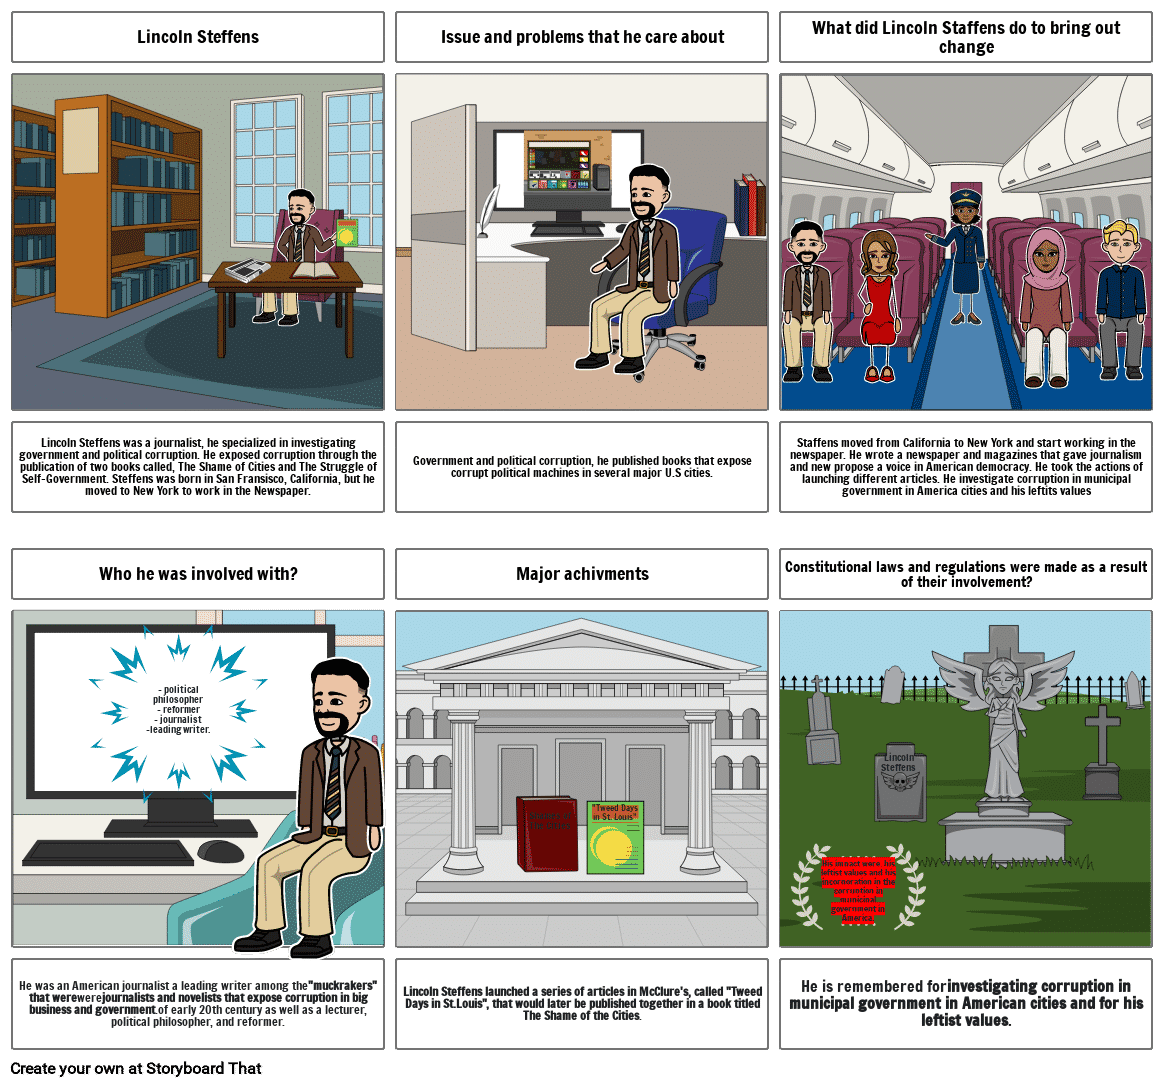 Lincoln Steffens
Issue and problems that he care about
What did Lincoln Staffens do to bring out
change
Lincoln Steffens was a journalist, he specialized in investigating
government and political corruption. He exposed corruption through the
publication of two books called, The Shame of Cities and The Struggle of
Self-Government. Steffens was born in San Fransisco, California, but he
moved to New York to work in the Newspaper.
Government and political corruption, he published books that expose
corrupt political machines in several major U.S cities.
Staffens moved from California to New York and start working in the
newspaper. He wrote a newspaper and magazines that gave journalism
and new propose a voice in American democracy. He took the actions of
launching different articles. He investigate corruption in municipal
government in America cities and his leftits values
Who he was involved with?
Major achivments
Constitutional laws and regulations were made as a result
of their involvement?
- political
philosopher
- reformer
- journalist
-leading writer.
"Tweed Days
in St. Louis"
Lincoln
Steffens
His impact were his
leftist values and his
in the
corruption in
municipal
government in
America.
He was an American journalist a leading writer among the"muckrakers"
that werewerejournalists and novelists that expose corruption in big
business and government.of early 20th century as well as a lecturer,
political philosopher, and reformer.
Lincoln Steffens launched a series of articles in McClure's, called "Tweed
Days in St.Louis", that would later be published together in a book titled
The Shame of the Cities.
He is remembered forinvestigating corruption in
municipal government in American cities and for his
leftist values.
Create your own at Storyboard That